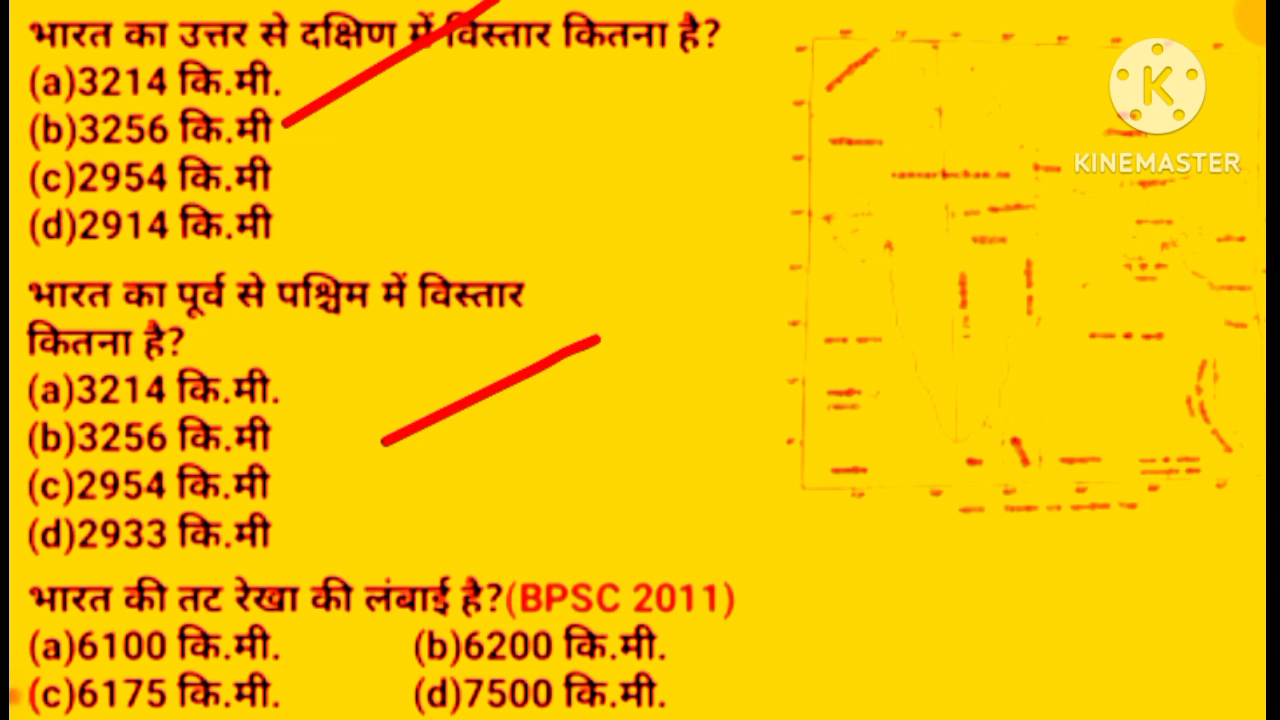 भारत का उत्तर से दक्षिण में विस्तार कितना है?
(a)3214 कि.मी.
(b)3256 कि.मी
(c)2954 कि.मी
(d)2914 कि.मी
भारत का पूर्व से पश्चिम में विस्तार
कितना है?
(a)3214 कि.मी.
(b)3256 कि.मी
(c)2954 कि.मी
(d)2933 कि.मी
भारत की तट रेखा की लंबाई है?(BPSC 2011)
(a)6100 कि.मी. (b)6200 कि.मी.
(c)6175 कि.मी. (d)7500 कि.मी.
K
KINEMASTER